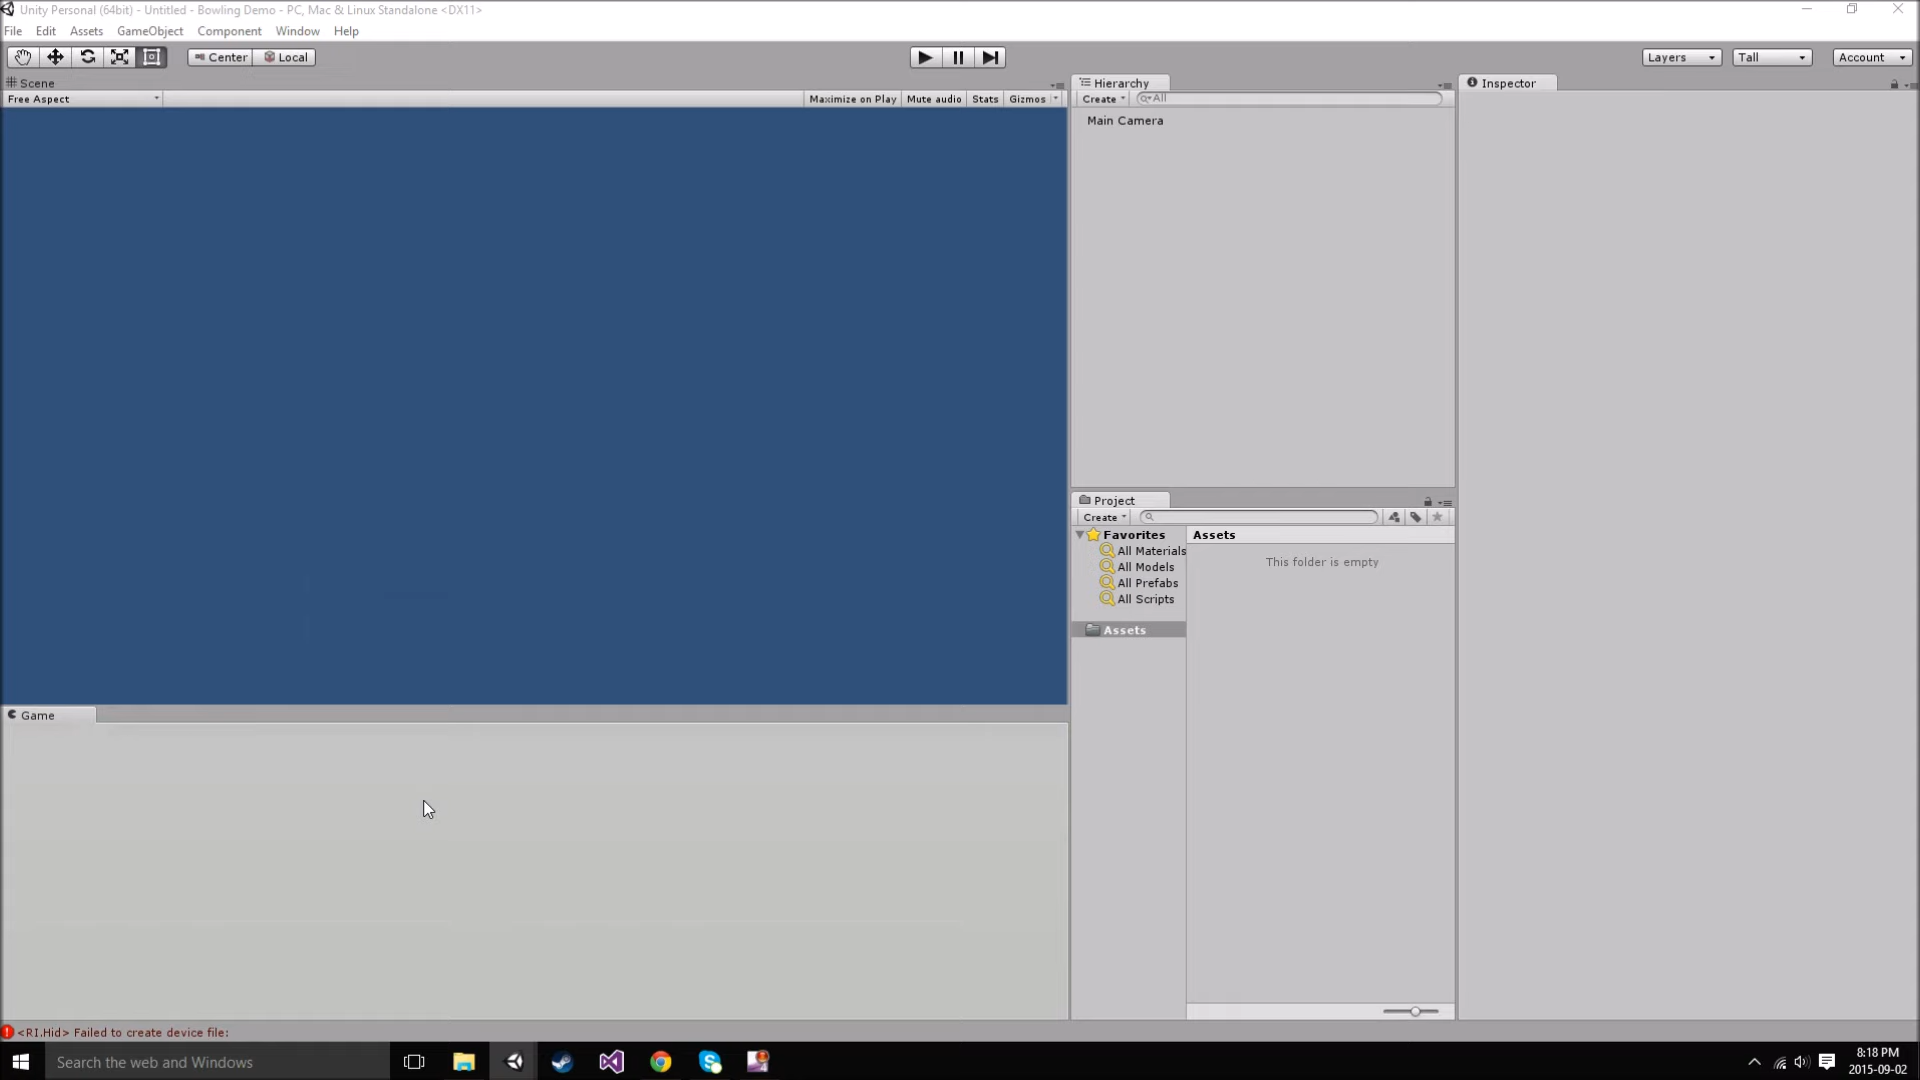 Unity Personal (64bit) - Untitled - Bowling Demo - PC, Mac & Linux Standalone <DX11>
File Edit Assets GameObject Component Window Help
Center Local Layers Tall Account
Scene
Free Aspect Maximize on Play Mute audio Stats Gizmos
Hierarchy
Create All
Main Camera
Inspector
Project
Create
Favorites
All Materials
All Models
All Prefabs
All Scripts
Assets
Assets
This folder is empty
Game
<RI.Hid> Failed to create device file:
Search the web and Windows
8:18 PM
2015-09-02